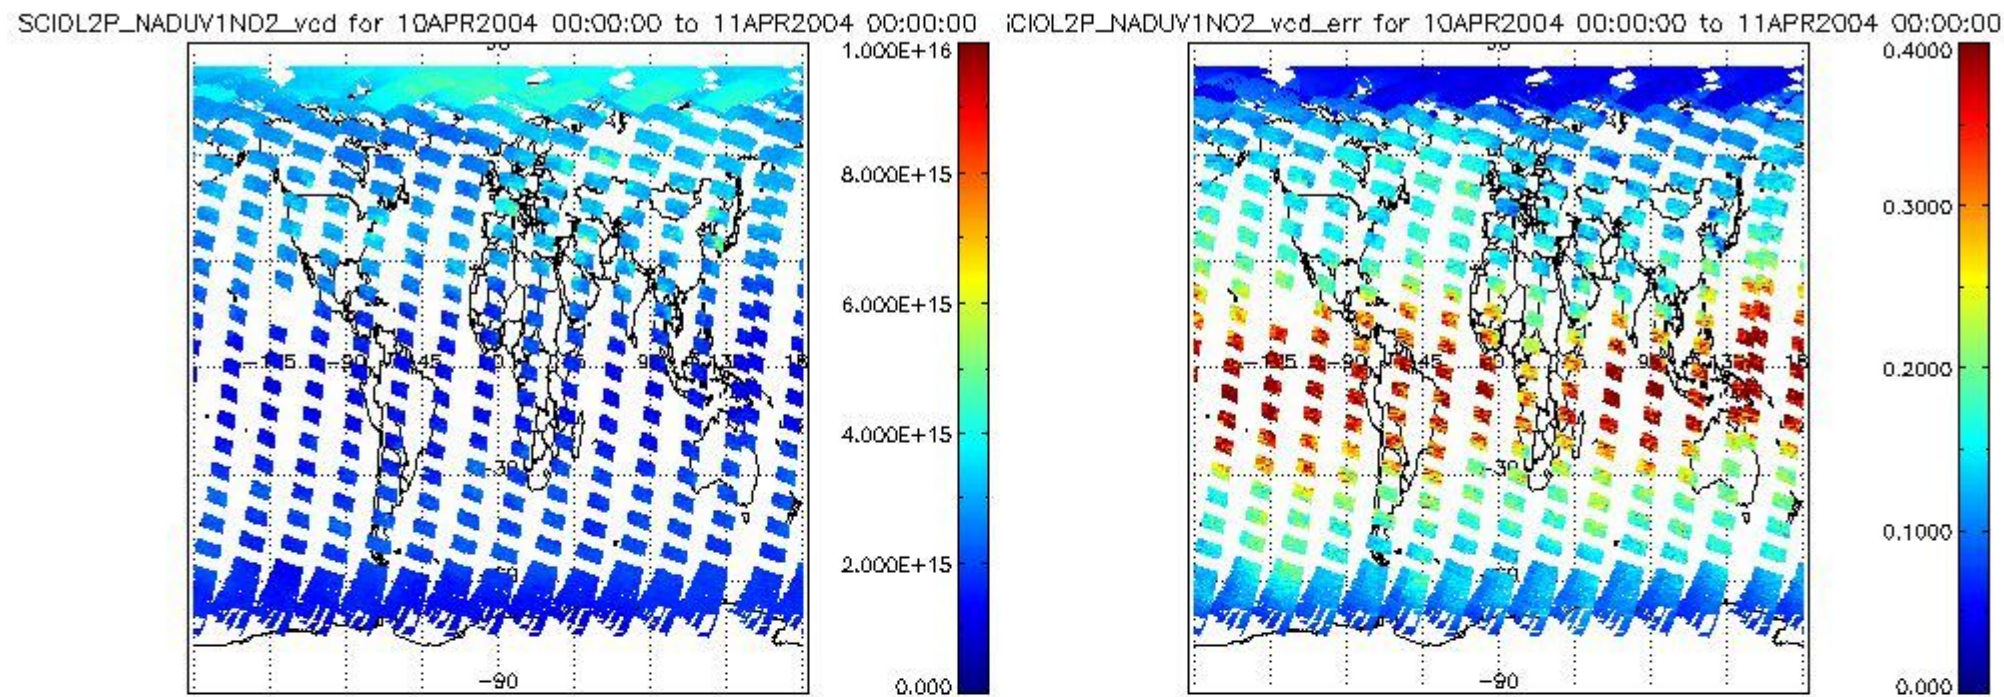 SCIOL2P_NADUV1NO2_vcd for 10APR2004 00:00:00 to 11APR2004 00:00:00
1.000E+16
8.000E+15
6.000E+15
4.000E+15
2.000E+15
0.000
-90
-45
0
-30
-90
iCIOL2P_NADUV1NO2_vcd_err for 10APR2004 00:00:00 to 11APR2004 00:00:00
0.4000
0.3000
0.2000
0.1000
0.000
-90
-45
-30
-90